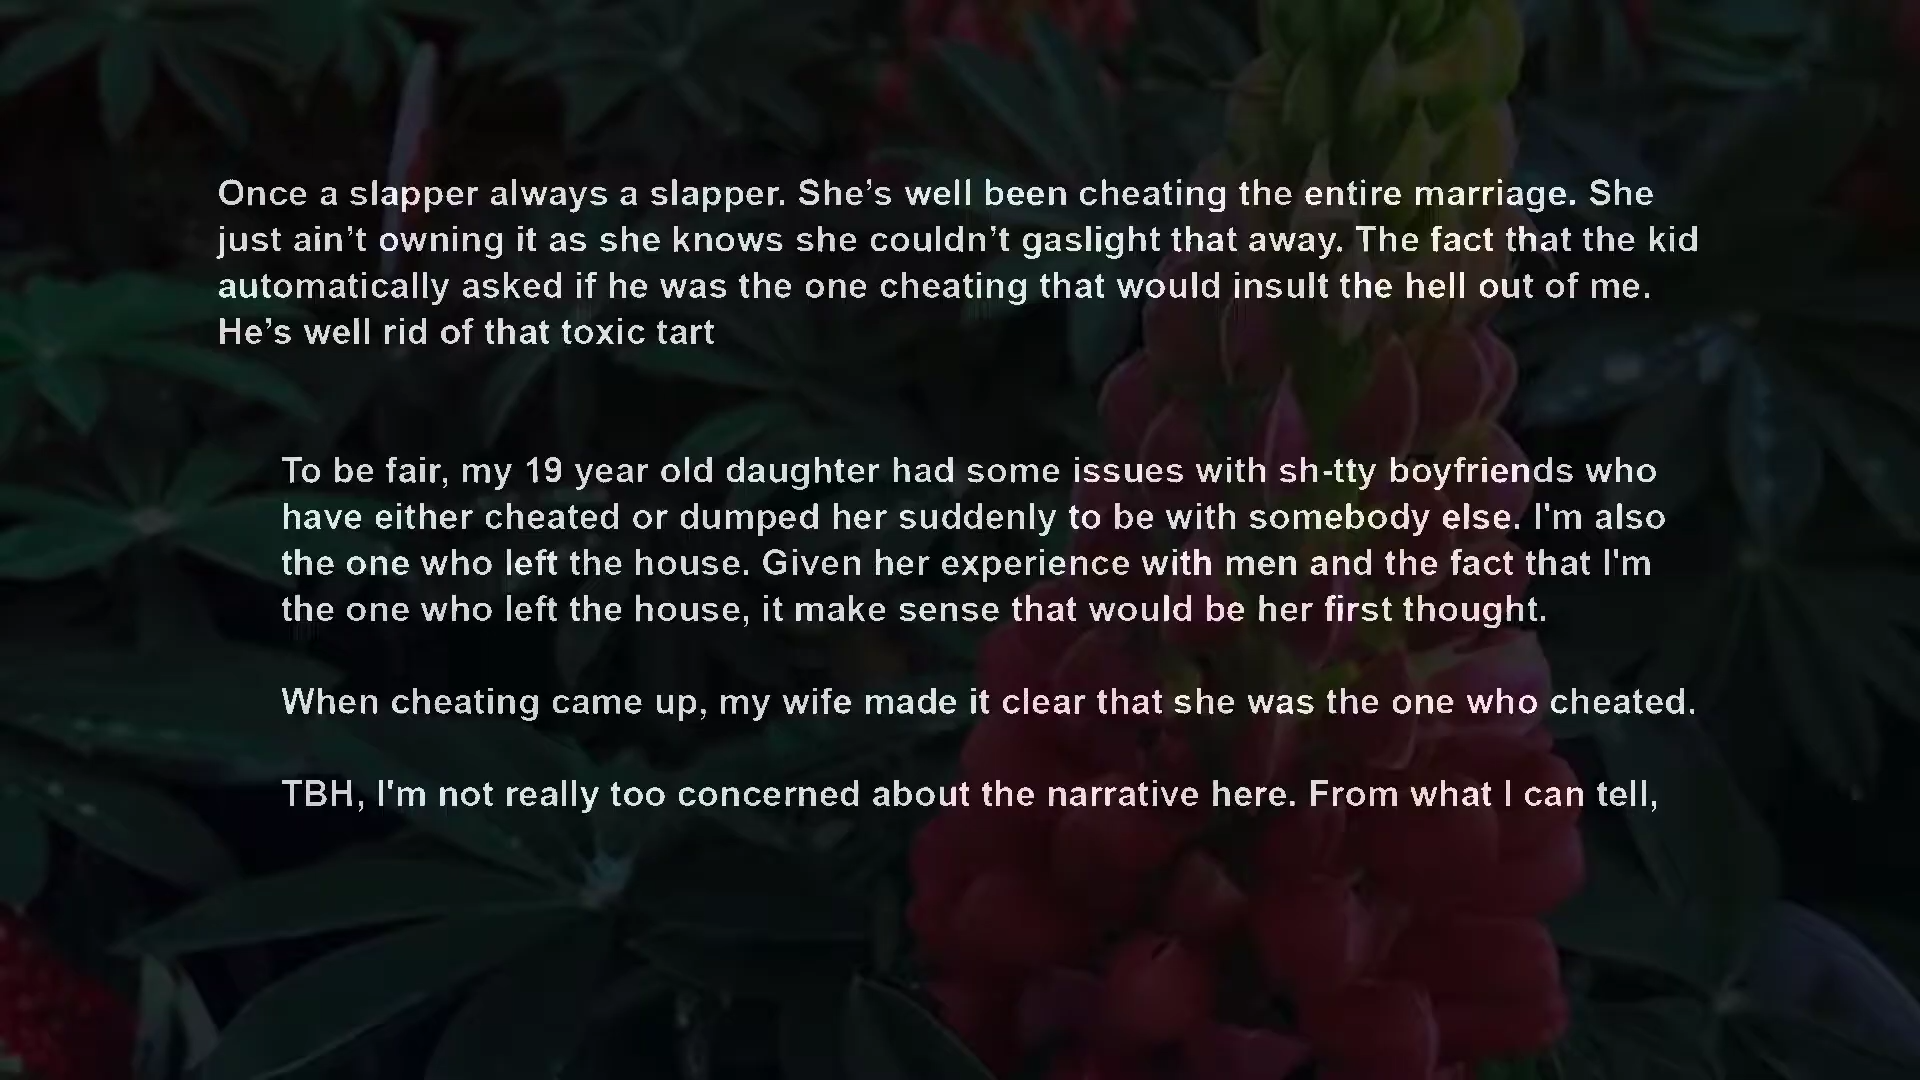 Once a slapper always a slapper. She’s well been cheating the entire marriage. She
just ain’t owning it as she knows she couldn’t gaslight that away. The fact that the kid
automatically asked if he was the one cheating that would insult the hell out of me.
He’s well rid of that toxic tart
To be fair, my 19 year old daughter had some issues with sh-tty boyfriends who
have either cheated or dumped her suddenly to be with somebody else. I'm also
the one who left the house. Given her experience with men and the fact that I'm
the one who left the house, it make sense that would be her first thought.
When cheating came up, my wife made it clear that she was the one who cheated.
TBH, I'm not really too concerned about the narrative here. From what I can tell,